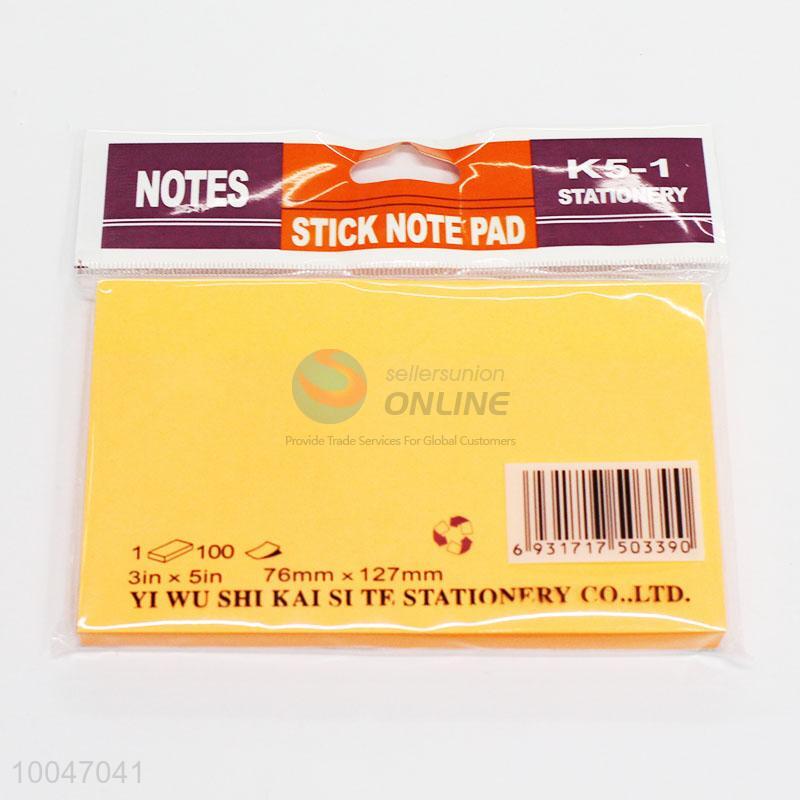 NOTES
STICK NOTE PAD
K5-1
STATIONERY
sellersunion
ONLINE
Provide Trade Services For Global Customers
6 931717 503390
1 100
3in × 5in 76mm × 127mm
YI WU SHI KAI SI TE STATIONERY CO.,LTD.
10047041